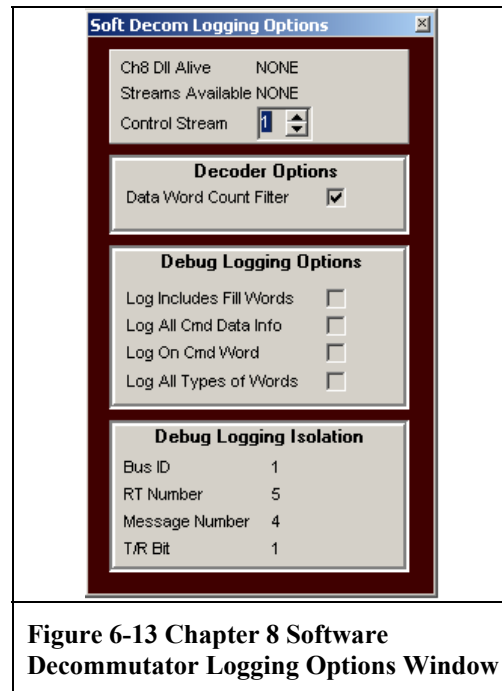 Soft Decom Logging Options
Ch8 Dll Alive NONE
Streams Available NONE
Control Stream 1
Decoder Options
Data Word Count Filter
Debug Logging Options
Log Includes Fill Words
Log All Cmd Data Info
Log On Cmd Word
Log All Types of Words
Debug Logging Isolation
Bus ID 1
RT Number 5
Message Number 4
T/R Bit 1
Figure 6-13 Chapter 8 Software
Decommutator Logging Options Window